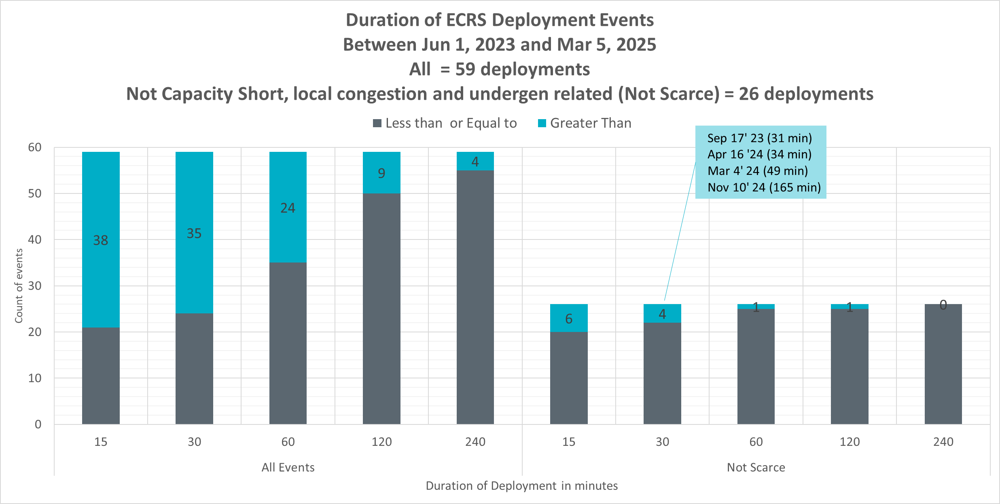 Duration of ECRS Deployment Events
Between Jun 1, 2023 and Mar 5, 2025
All  = 59 deployments
Not Capacity Short, local congestion and undergen related (Not Scarce) = 26 deployments
Less than  or Equal to
Greater Than
Sep 17' 23 (31 min)
Apr 16 '24 (34 min)
Mar 4' 24 (49 min)
Nov 10' 24 (165 min)
Count of events
60
50
40
30
20
10
0
38
35
24
9
4
6
4
1
1
0
15 30 60 120 240 15 30 60 120 240
All Events Not Scarce
Duration of Deployment in minutes